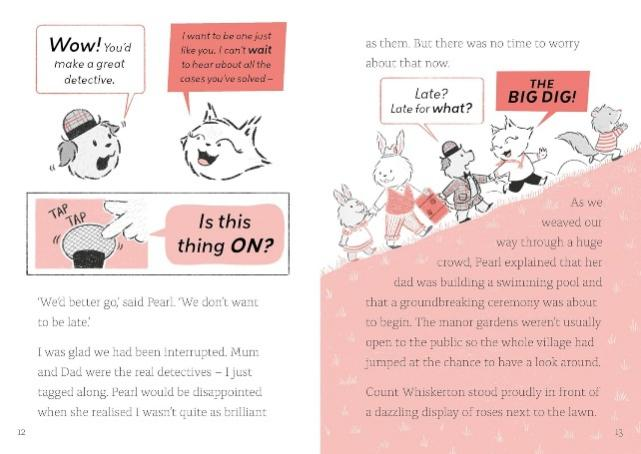 Wow! You'd
make a great
detective.
I want to be one just
like you. I can't wait
to hear about all the
cases you've solved –
TAP
TAP
Is this
thing ON?
'We'd better go,' said Pearl. 'We don't want
to be late.'
I was glad we had been interrupted. Mum
and Dad were the real detectives – I just
tagged along. Pearl would be disappointed
when she realised I wasn't quite as brilliant
12
as them. But there was no time to worry
about that now.
Late?
Late for what?
THE
BIG DIG!
As we
weaved our
way through a huge
crowd, Pearl explained that her
dad was building a swimming pool and
that a groundbreaking ceremony was about
to begin. The manor gardens weren't usually
open to the public so the whole village had
jumped at the chance to have a look around.
Count Whiskerton stood proudly in front of
a dazzling display of roses next to the lawn.
13